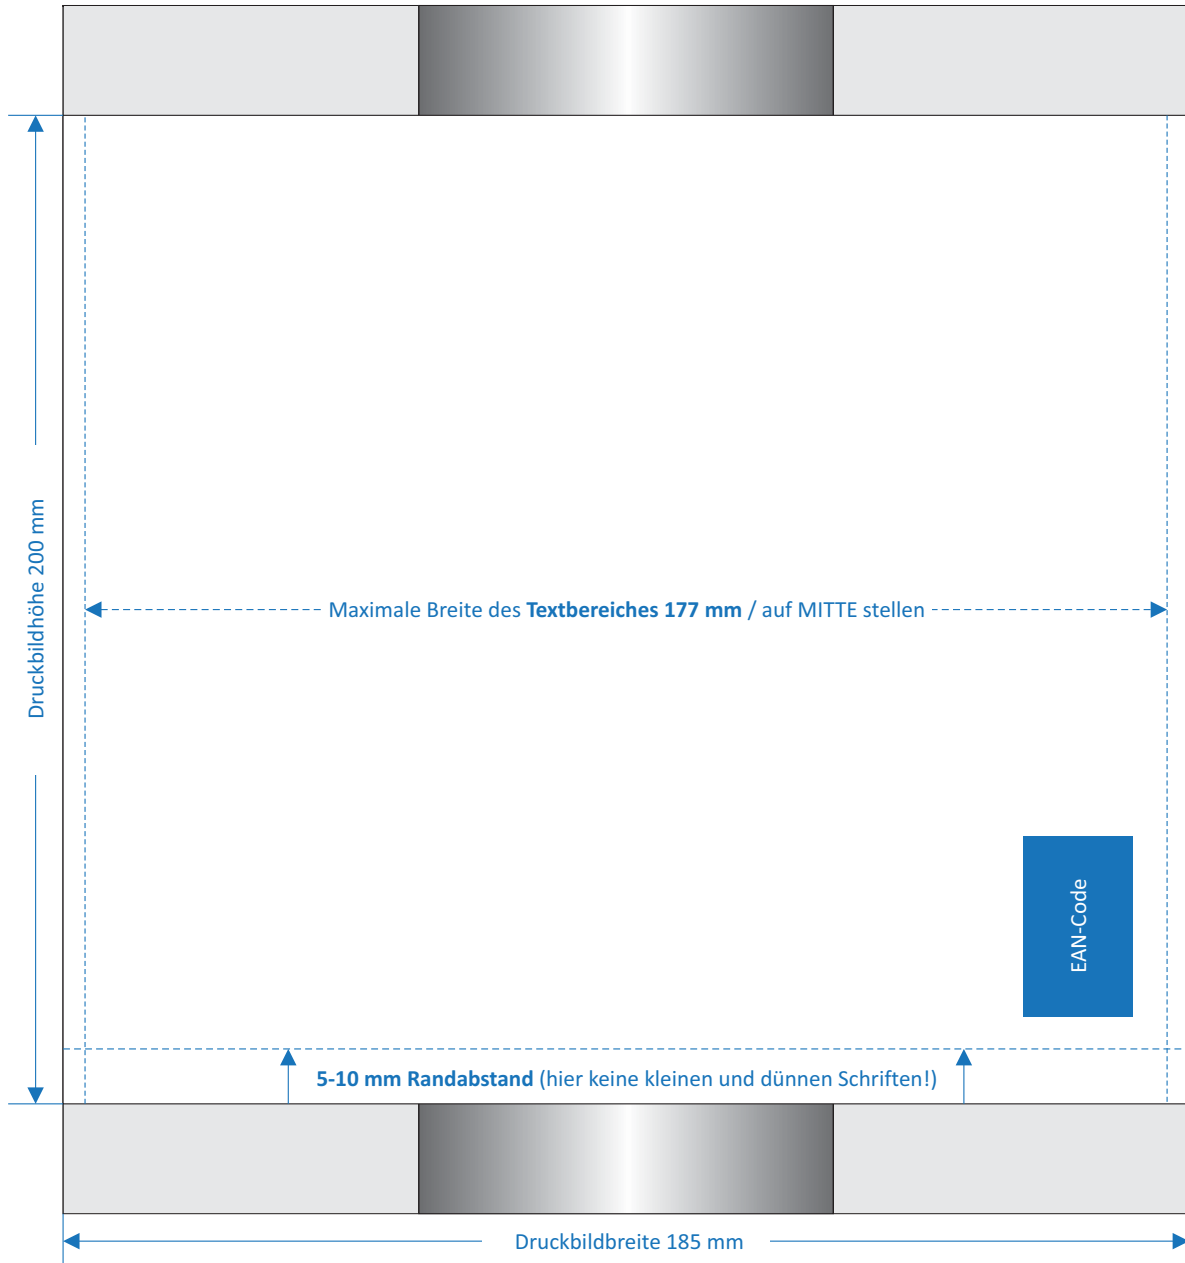 Druckbildhöhe 200 mm
Maximale Breite des Textbereiches 177 mm / auf MITTE stellen
EAN-Code
5-10 mm Randabstand (hier keine kleinen und dünnen Schriften!)
Druckbildbreite 185 mm